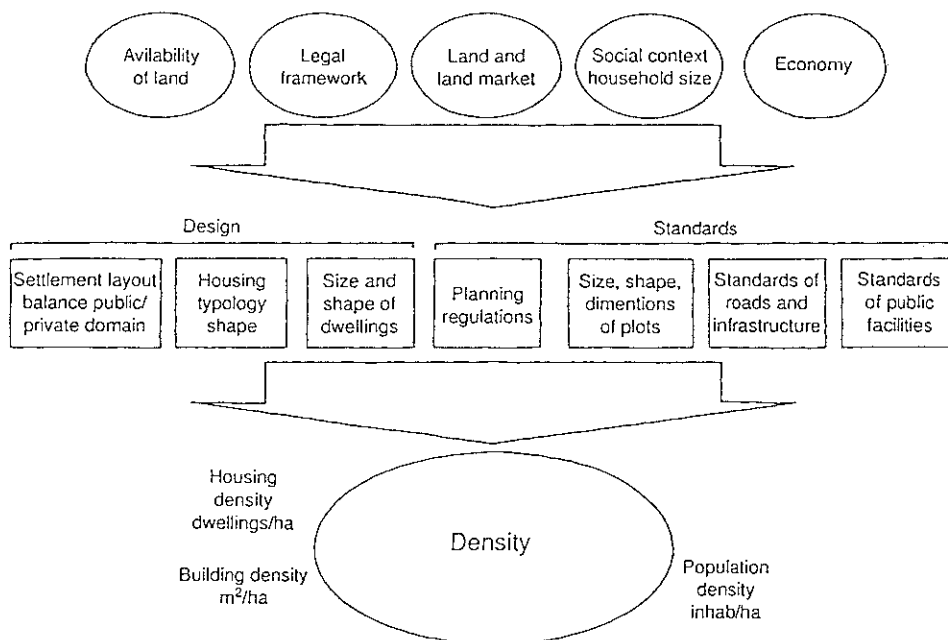 Avilability
of land
Legal
framework
Land and
land market
Social context
household size
Economy
Design
Standards
Settlement layout
balance public/
private domain
Housing
typology
shape
Size and
shape of
dwellings
Planning
regulations
Size, shape,
dimentions
of plots
Standards of
roads and
infrastructure
Standards
of public
facilities
Housing
density
dwellings/ha
Density
Building density
m²/ha
Population
density
inhab/ha